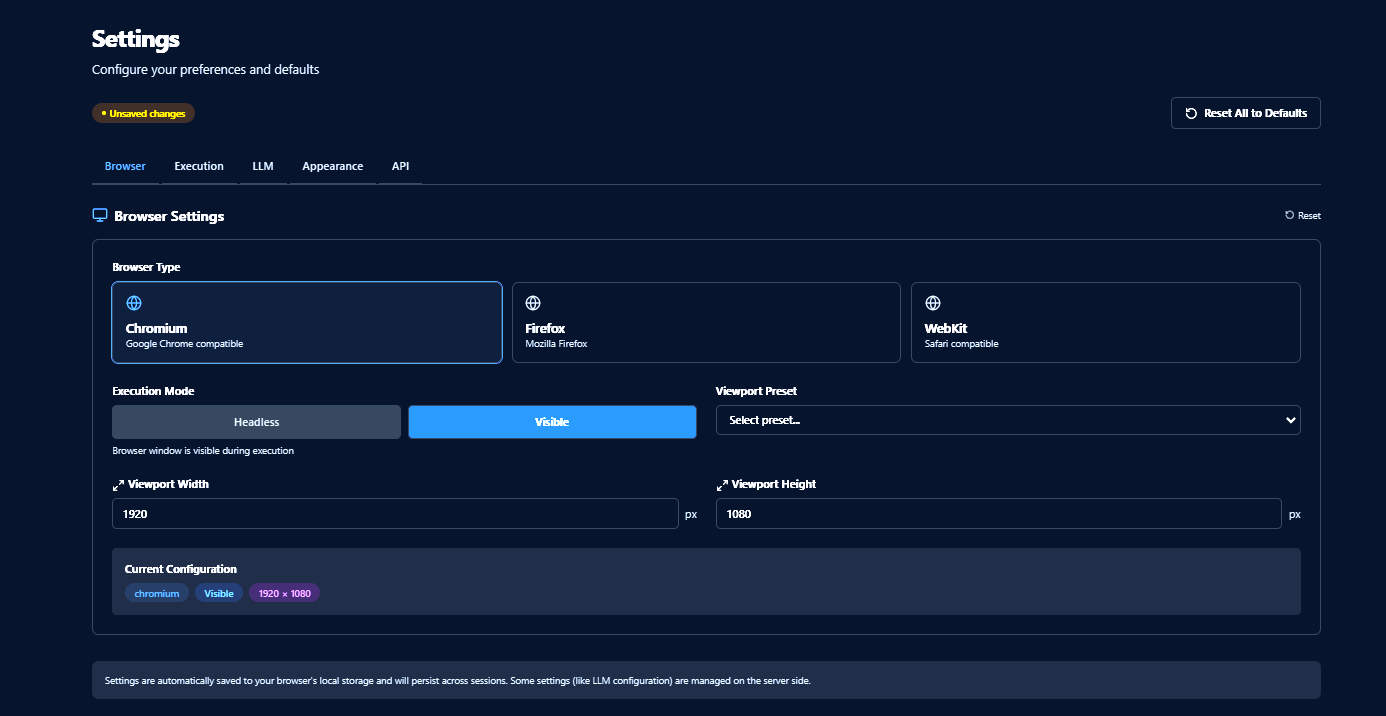 Settings
Configure your preferences and defaults
• Unsaved changes
Reset All to Defaults
Browser Execution LLM Appearance API
Browser Settings
Reset
Browser Type
Chromium
Google Chrome compatible
Firefox
Mozilla Firefox
WebKit
Safari compatible
Execution Mode
Headless Visible
Browser window is visible during execution
Viewport Preset
Select preset...
Viewport Width
1920 px
Viewport Height
1080 px
Current Configuration
chromium Visible 1920 × 1080
Settings are automatically saved to your browser's local storage and will persist across sessions. Some settings (like LLM configuration) are managed on the server side.